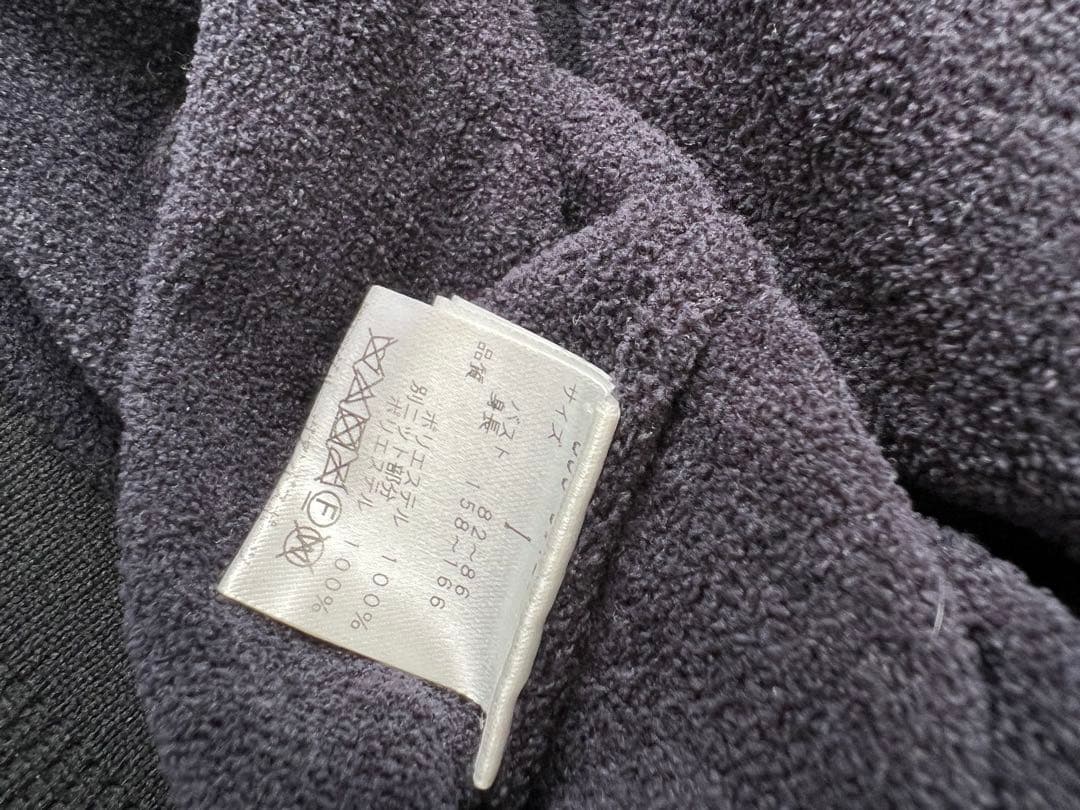 サイズ 1
バスト 82~86
身長 158~166
品質
ポリエステル 100%
別ニット部分
ポリエステル 100%
F
W